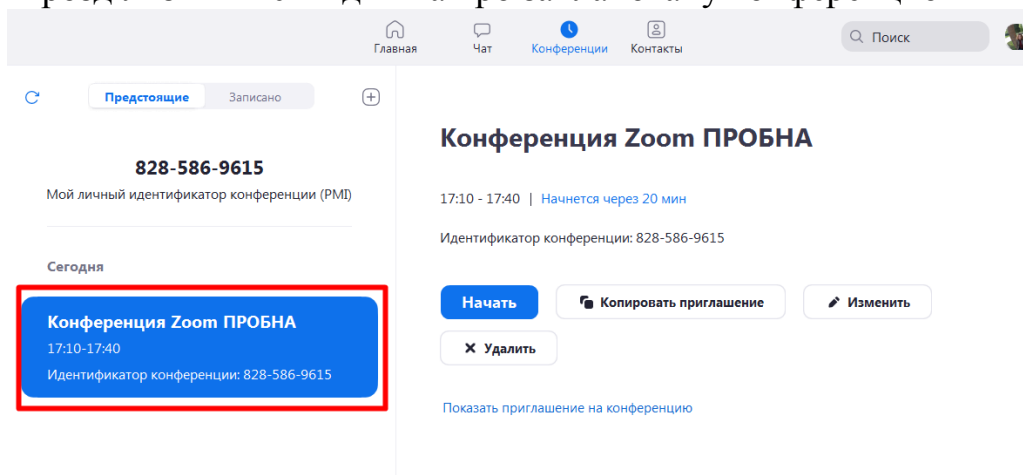 Главная Чат Конференции Контакты Поиск
Предстоящие Записано
828-586-9615
Мой личный идентификатор конференции (PMI)
Сегодня
Конференция Zoom ПРОБНА
17:10-17:40
Идентификатор конференции: 828-586-9615
Конференция Zoom ПРОБНА
17:10 - 17:40 | Начнется через 20 мин
Идентификатор конференции: 828-586-9615
Начать Копировать приглашение Изменить
Удалить
Показать приглашение на конференцию